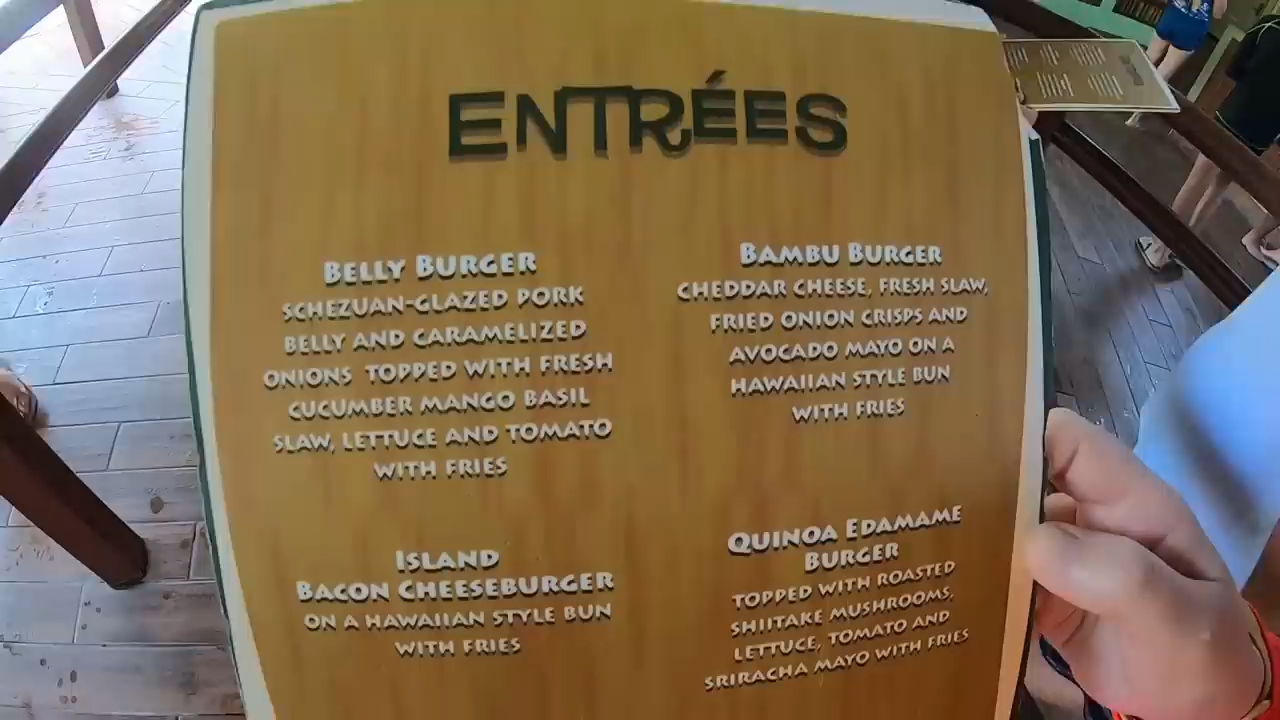 ENTRÉES
BELLY BURGER
SCHEZUAN-GLAZED PORK
BELLY AND CARAMELIZED
ONIONS TOPPED WITH FRESH
CUCUMBER MANGO BASIL
SLAW, LETTUCE AND TOMATO
WITH FRIES
BAMBU BURGER
CHEDDAR CHEESE, FRESH SLAW,
FRIED ONION CRISPS AND
AVOCADO MAYO ON A
HAWAIIAN STYLE BUN
WITH FRIES
ISLAND
BACON CHEESEBURGER
ON A HAWAIIAN STYLE BUN
WITH FRIES
QUINOA EDAMAME
BURGER
TOPPED WITH ROASTED
SHIITAKE MUSHROOMS,
LETTUCE, TOMATO AND
SRIRACHA MAYO WITH FRIES